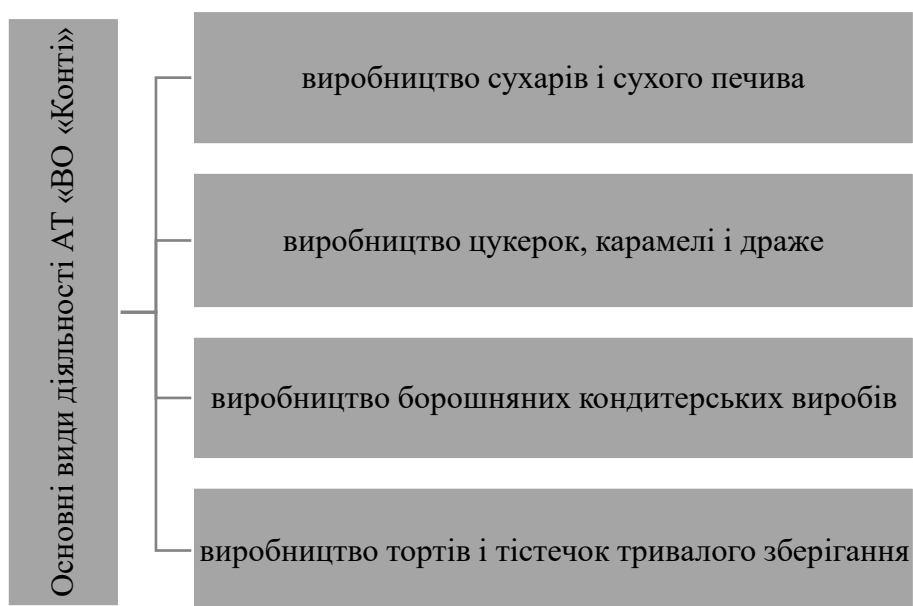 Основні види діяльності АТ «ВО «Конті»
виробництво сухарів і сухого печива
виробництво цукерок, карамелі і драже
виробництво борошняних кондитерських виробів
виробництво тортів і тістечок тривалого зберігання